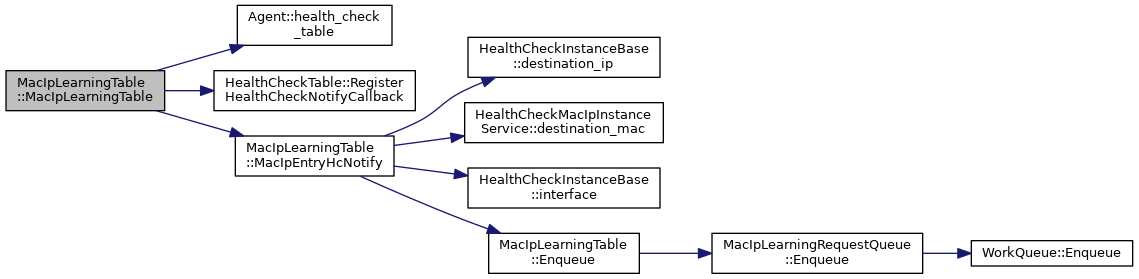 Agent::health_check
_table
MacIpLearningTable
::MacIpLearningTable
HealthCheckTable::Register
HealthCheckNotifyCallback
MacIpLearningTable
::MacIpEntryHcNotify
HealthCheckInstanceBase
::destination_ip
HealthCheckMacIpInstance
Service::destination_mac
HealthCheckInstanceBase
::interface
MacIpLearningTable
::Enqueue
MacIpLearningRequestQueue
::Enqueue
WorkQueue::Enqueue